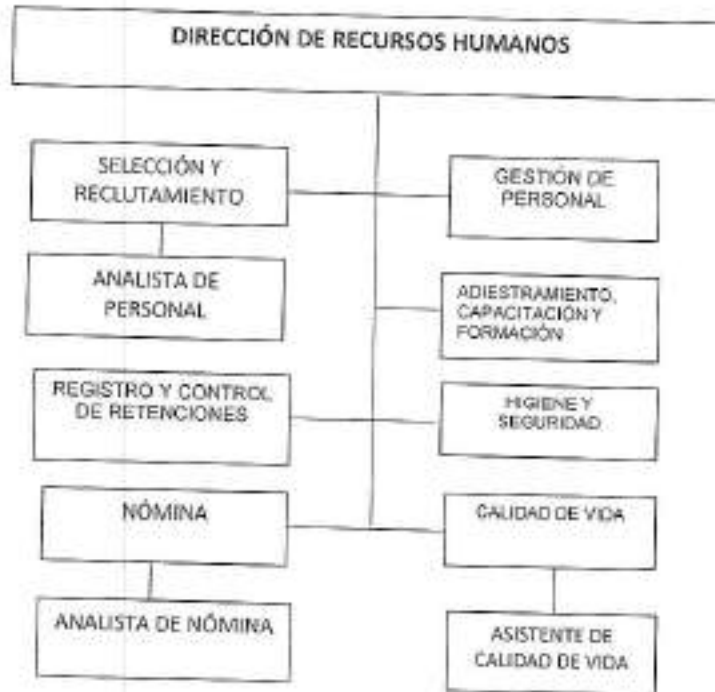 DIRECCIÓN DE RECURSOS HUMANOS
SELECCIÓN Y
RECLUTAMIENTO
GESTIÓN DE
PERSONAL
ANALISTA DE
PERSONAL
ADIESTRAMIENTO,
CAPACITACIÓN Y
FORMACIÓN
REGISTRO Y CONTROL
DE RETENCIONES
HIGIENE Y
SEGURIDAD
NÓMINA
CALIDAD DE VIDA
ANALISTA DE NÓMINA
ASISTENTE DE
CALIDAD DE VIDA